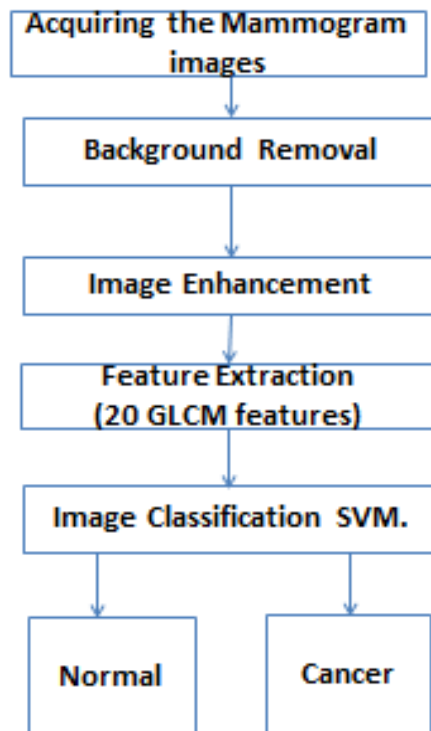 Acquiring the Mammogram
images
Background Removal
Image Enhancement
Feature Extraction
(20 GLCM features)
Image Classification SVM.
Normal
Cancer